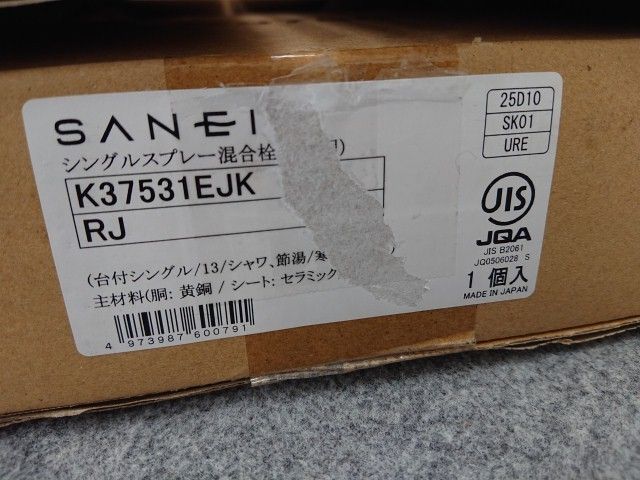 SANEI
シングルスプレー混合栓
K37531EJK
RJ
(台付シングル/13/シャワ、節湯/寒
主材料(胴: 黄銅 / シート: セラミック
4 973987 600791
25D10
SK01
URE
JIS
JQA
JIS B2061
JQ0506028 S
1個入
MADE IN JAPAN